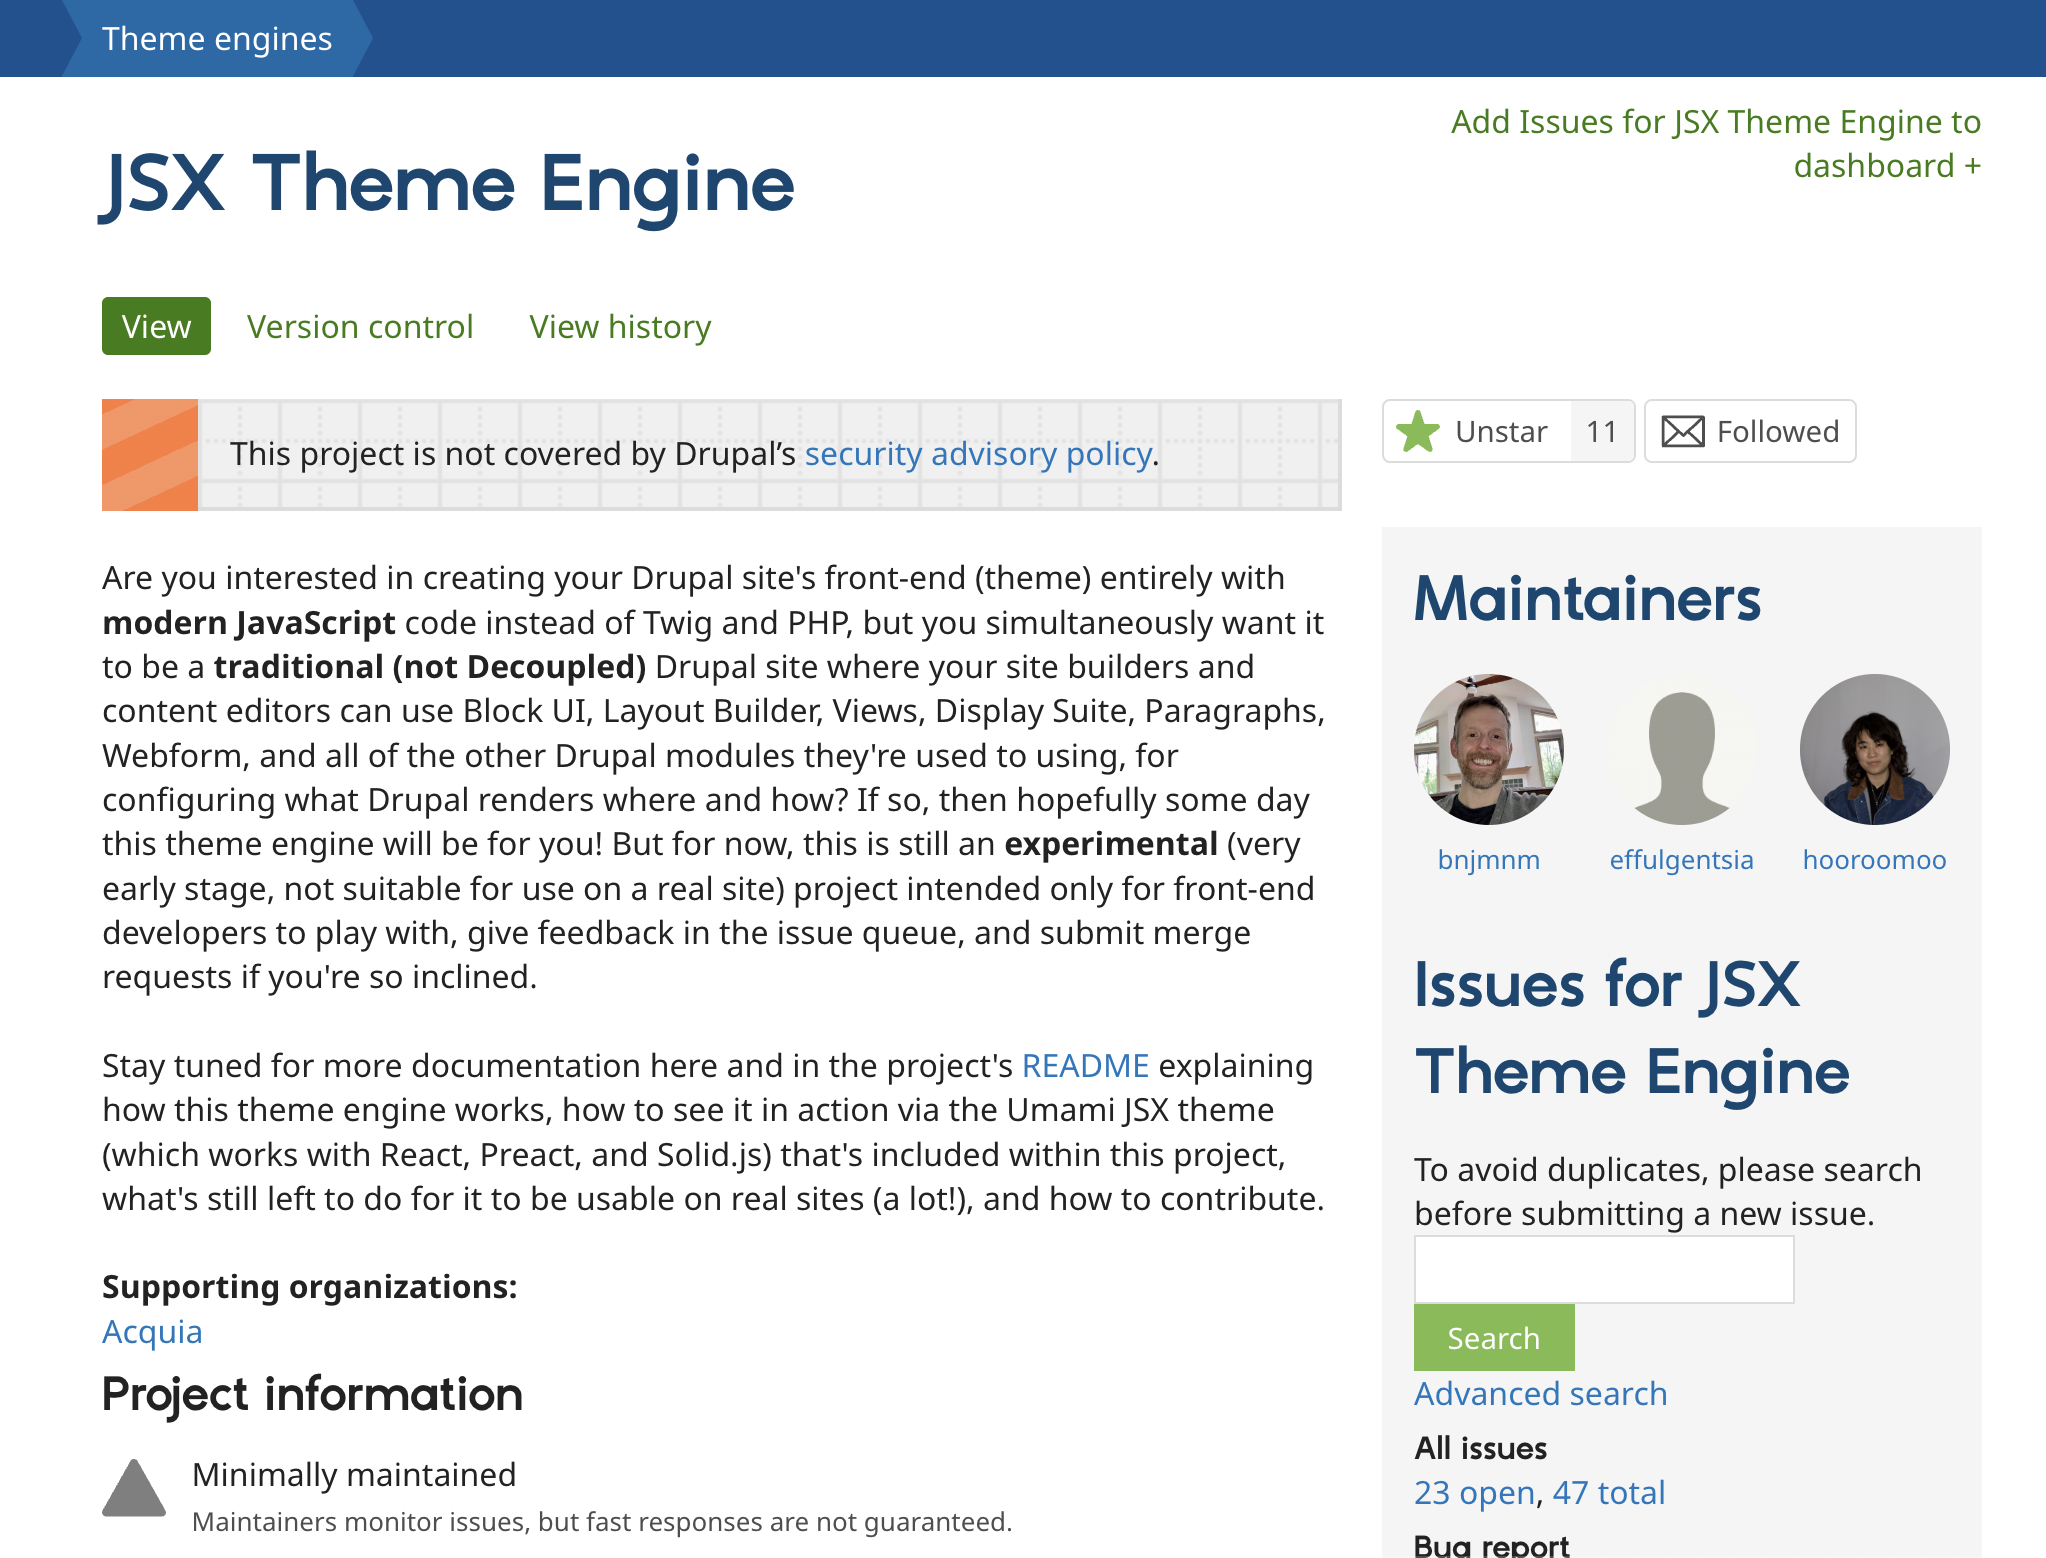 Theme engines
Add Issues for JSX Theme Engine to
dashboard +
JSX Theme Engine
View
Version control
View history
This project is not covered by Drupal’s security advisory policy.
Unstar
11
Followed
Are you interested in creating your Drupal site's front-end (theme) entirely with
modern JavaScript code instead of Twig and PHP, but you simultaneously want it
to be a traditional (not Decoupled) Drupal site where your site builders and
content editors can use Block UI, Layout Builder, Views, Display Suite, Paragraphs,
Webform, and all of the other Drupal modules they're used to using, for
configuring what Drupal renders where and how? If so, then hopefully some day
this theme engine will be for you! But for now, this is still an experimental (very
early stage, not suitable for use on a real site) project intended only for front-end
developers to play with, give feedback in the issue queue, and submit merge
requests if you're so inclined.
Stay tuned for more documentation here and in the project's README explaining
how this theme engine works, how to see it in action via the Umami JSX theme
(which works with React, Preact, and Solid.js) that's included within this project,
what's still left to do for it to be usable on real sites (a lot!), and how to contribute.
Supporting organizations:
Acquia
Project information
Minimally maintained
Maintainers monitor issues, but fast responses are not guaranteed.
Maintainers
bnjmnm
effulgentsia
hooroomoo
Issues for JSX
Theme Engine
To avoid duplicates, please search
before submitting a new issue.
Search
Advanced search
All issues
23 open, 47 total
Bug report